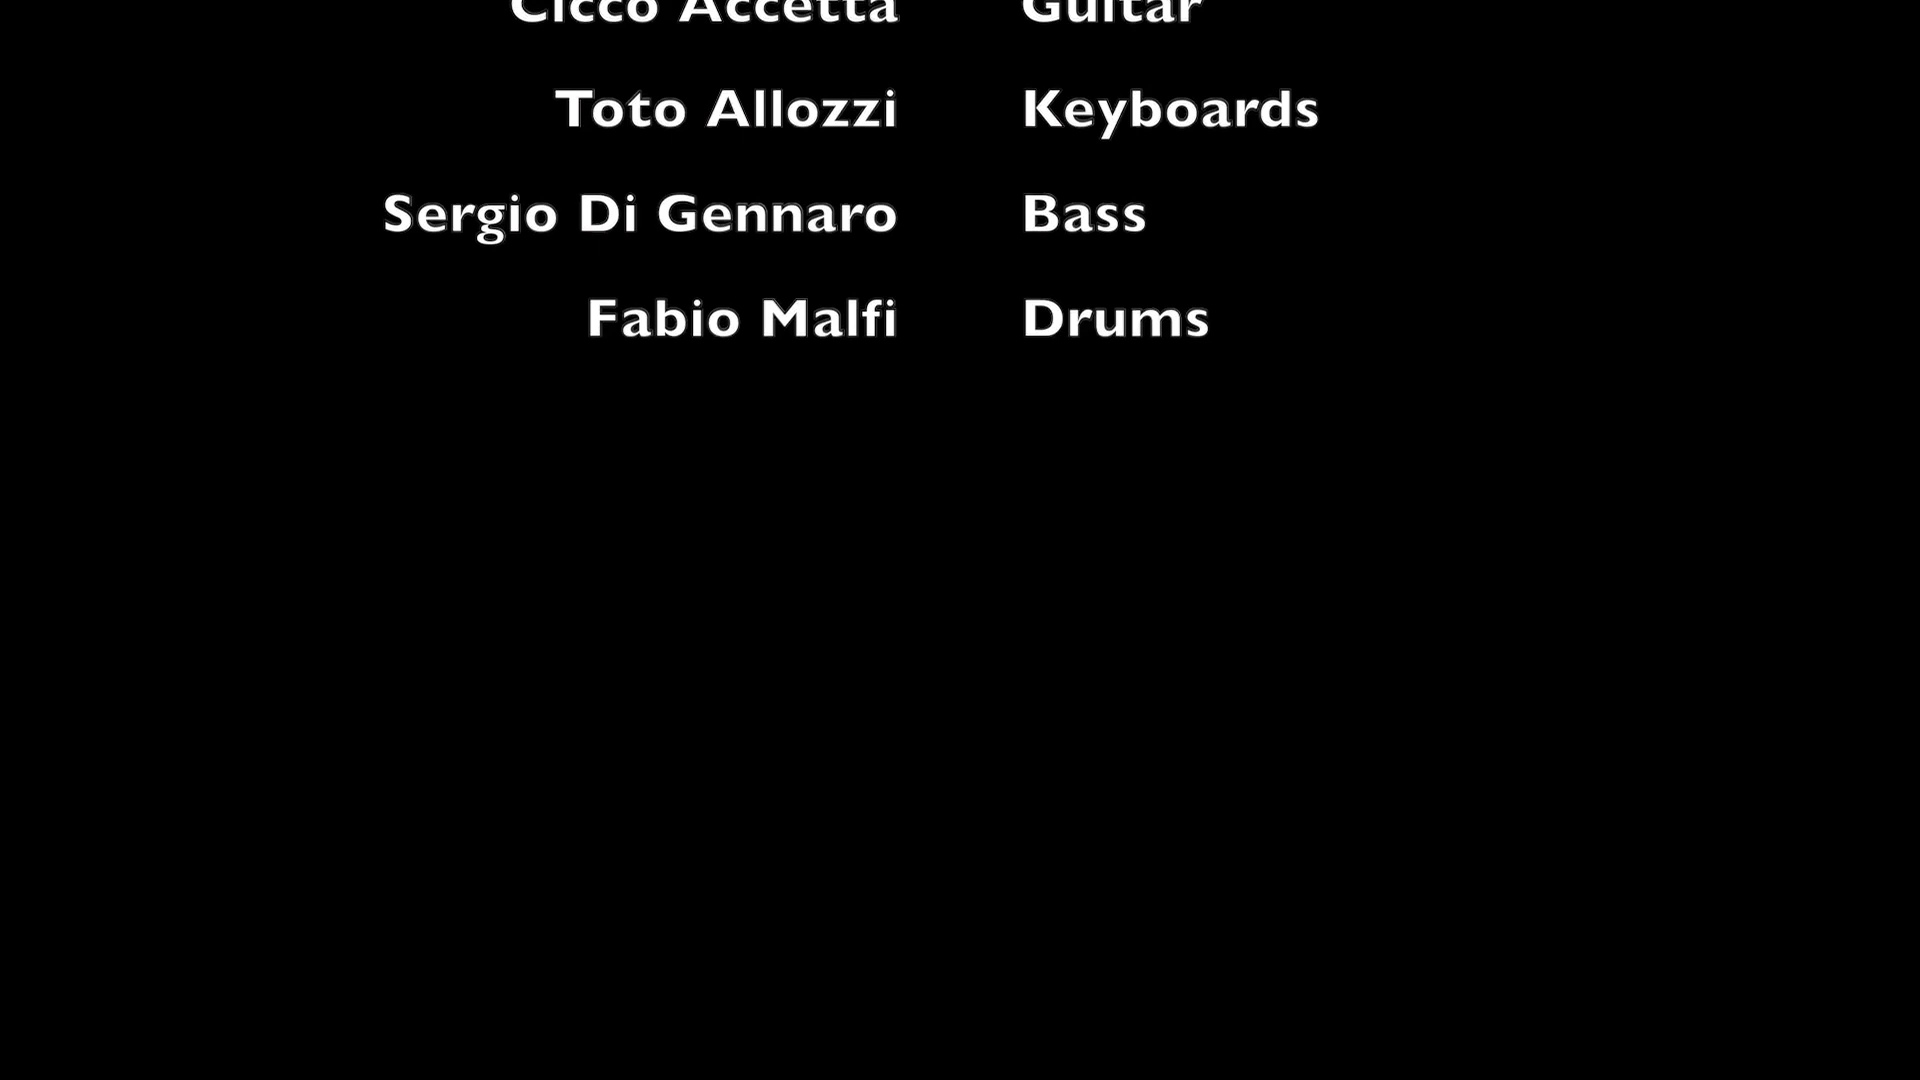 Cicco Accetta Guitar
Toto Allozzi Keyboards
Sergio Di Gennaro Bass
Fabio Malfi Drums